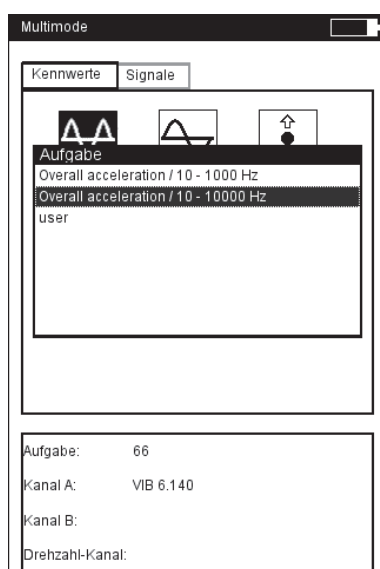 Multimode
Kennwerte Signale
Aufgabe
Overall acceleration / 10 - 1000 Hz
Overall acceleration / 10 - 10000 Hz
user
Aufgabe: 66
Kanal A: VIB 6.140
Kanal B:
Drehzahl-Kanal: